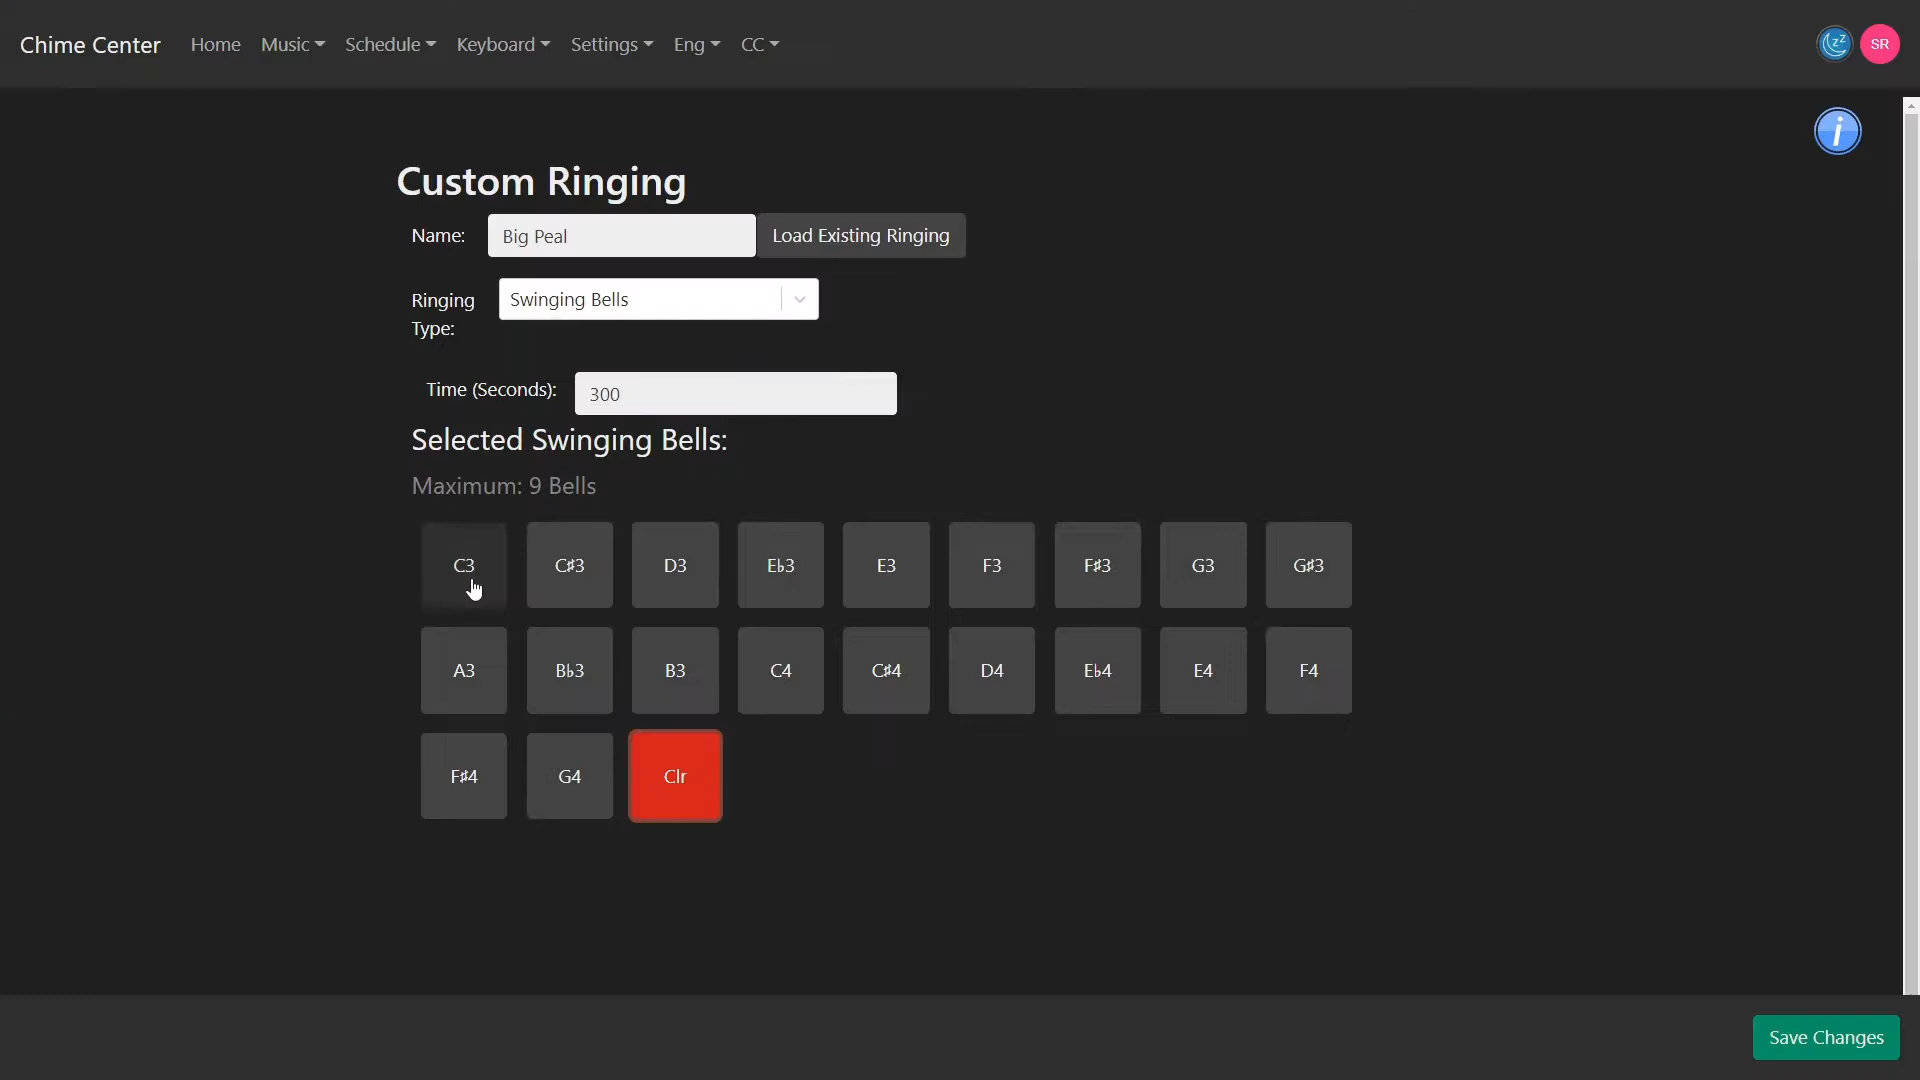 Chime Center Home Music Schedule Keyboard Settings Eng CC
zz SR
i
Custom Ringing
Name: Big Peal Load Existing Ringing
Ringing Type: Swinging Bells
Time (Seconds): 300
Selected Swinging Bells:
Maximum: 9 Bells
C3 C♯3 D3 E♭3 E3 F3 F♯3 G3 G♯3
A3 B♭3 B3 C4 C♯4 D4 E♭4 E4 F4
F♯4 G4 Clr
Save Changes